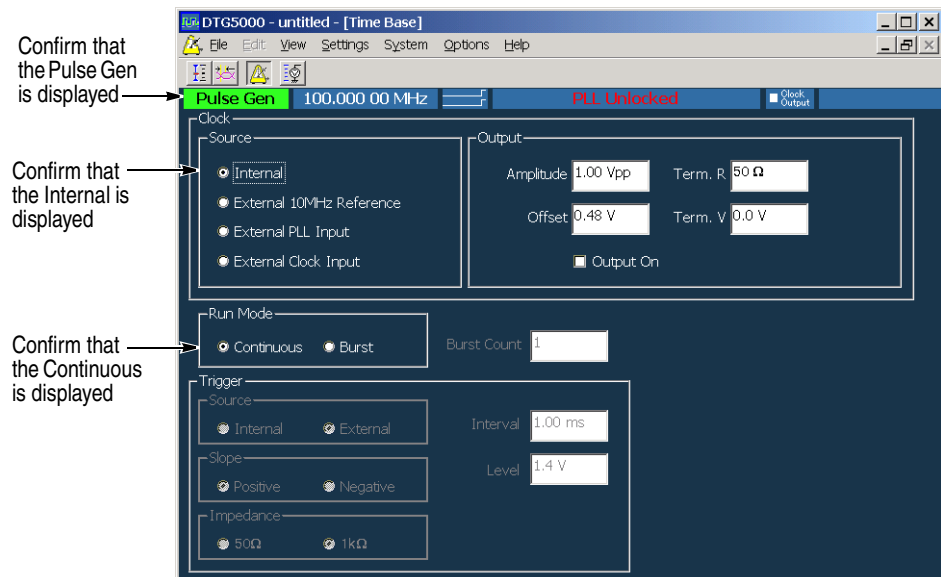 DTG5000 - untitled - [Time Base]
File Edit View Settings System Options Help
Confirm that
the Pulse Gen
is displayed
Pulse Gen 100.000 00 MHz PLL Unlocked Clock
Output
Clock
Source
Output
Confirm that
the Internal is
displayed
Internal
External 10MHz Reference
External PLL Input
External Clock Input
Amplitude 1.00 Vpp Term. R 50 Ω
Offset 0.48 V Term. V 0.0 V
Output On
Confirm that
the Continuous
is displayed
Run Mode
Continuous Burst
Burst Count 1
Trigger
Source
Internal External
Interval 1.00 ms
Slope
Positive Negative
Level 1.4 V
Impedance
50Ω 1kΩ